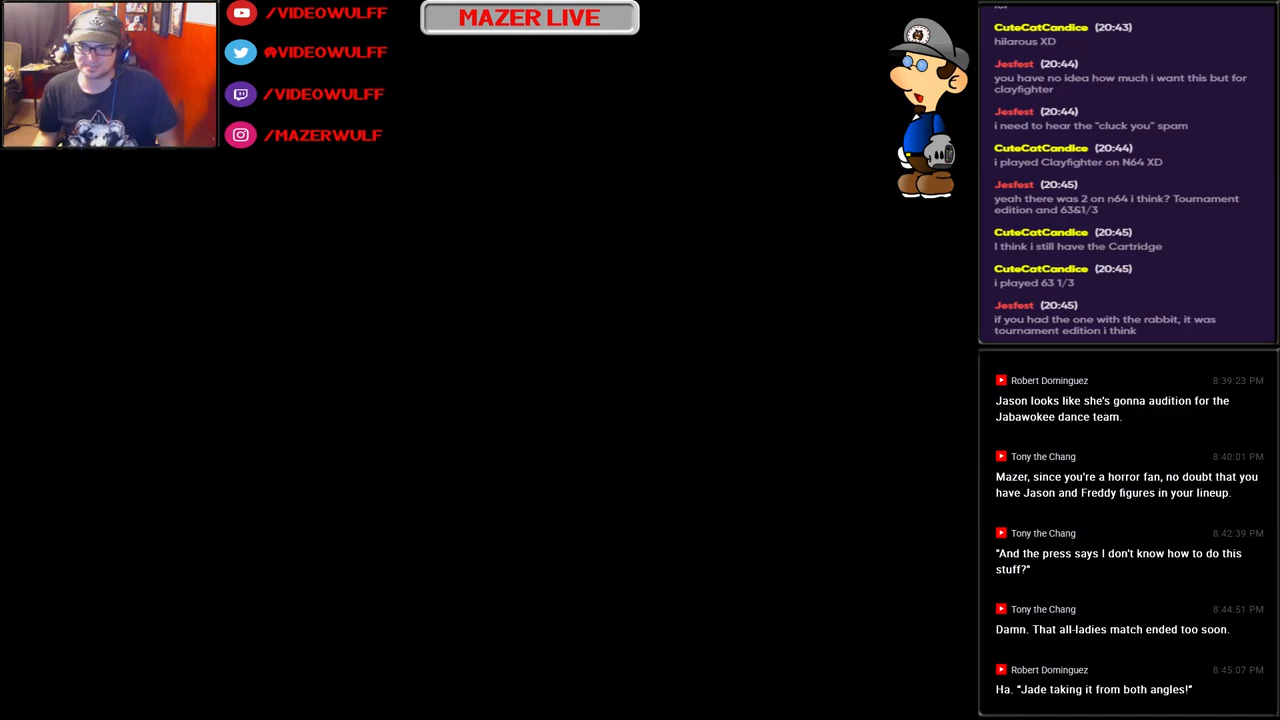 /VIDEOWULFF
@VIDEOWULFF
/VIDEOWULFF
/MAZERWULF
MAZER LIVE
CuteCatCandice (20:43)
hilarous XD
Jesfest (20:44)
you have no idea how much i want this but for
clayfighter
Jesfest (20:44)
i need to hear the "cluck you" spam
CuteCatCandice (20:44)
i played Clayfighter on N64 XD
Jesfest (20:45)
yeah there was 2 on n64 i think? Tournament
edition and 63&1/3
CuteCatCandice (20:45)
I think i still have the Cartridge
CuteCatCandice (20:45)
i played 63 1/3
Jesfest (20:45)
if you had the one with the rabbit, it was
tournament edition i think
Robert Dominguez 8:39:23 PM
Jason looks like she's gonna audition for the
Jabawokee dance team.
Tony the Chang 8:40:01 PM
Mazer, since you're a horror fan, no doubt that you
have Jason and Freddy figures in your lineup.
Tony the Chang 8:42:39 PM
"And the press says I don't know how to do this
stuff?"
Tony the Chang 8:44:51 PM
Damn. That all-ladies match ended too soon.
Robert Dominguez 8:45:07 PM
Ha. "Jade taking it from both angles!"